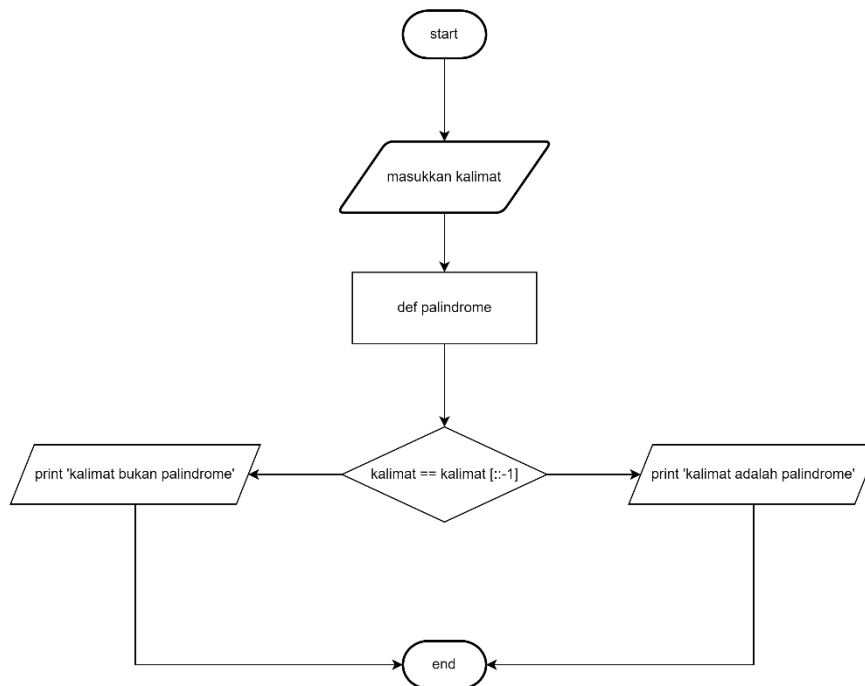 start
masukkan kalimat
def palindrome
print 'kalimat bukan palindrome'
kalimat == kalimat [::-1]
print 'kalimat adalah palindrome'
end